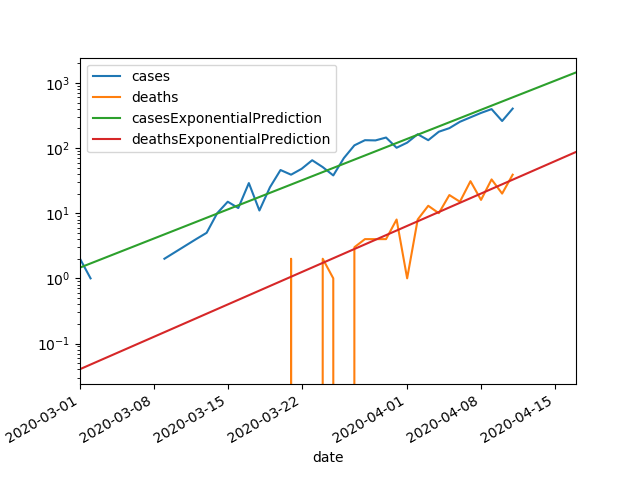 cases
deaths
casesExponentialPrediction
deathsExponentialPrediction
10³
10²
10¹
10⁰
10⁻¹
2020-03-01
2020-03-08
2020-03-15
2020-03-22
2020-04-01
2020-04-08
2020-04-15
date